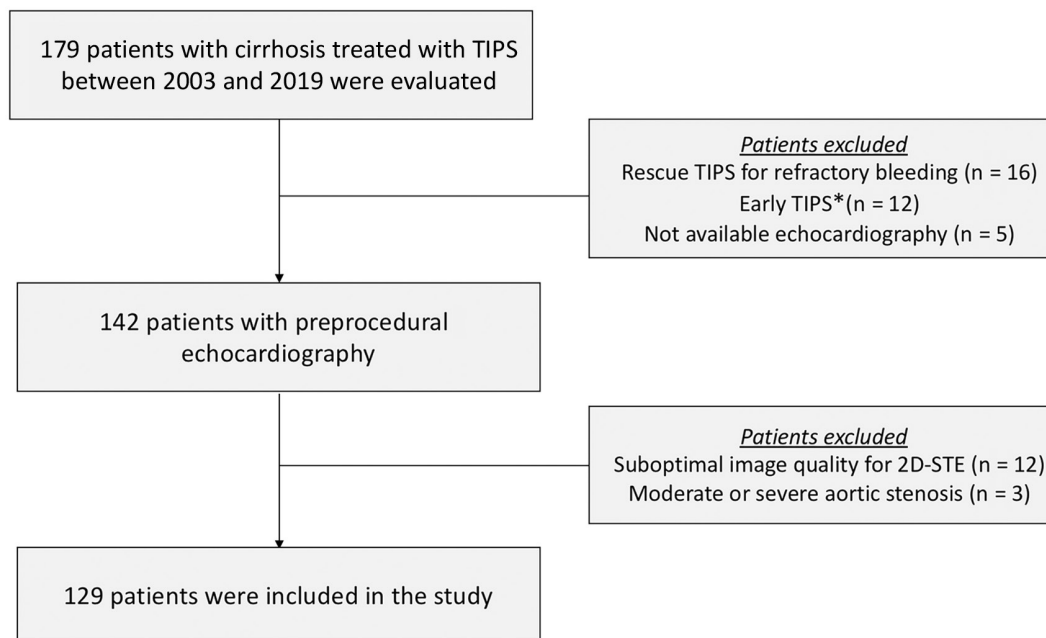 179 patients with cirrhosis treated with TIPS
between 2003 and 2019 were evaluated
Patients excluded
Rescue TIPS for refractory bleeding (n = 16)
Early TIPS*(n = 12)
Not available echocardiography (n = 5)
142 patients with preprocedural
echocardiography
Patients excluded
Suboptimal image quality for 2D-STE (n = 12)
Moderate or severe aortic stenosis (n = 3)
129 patients were included in the study